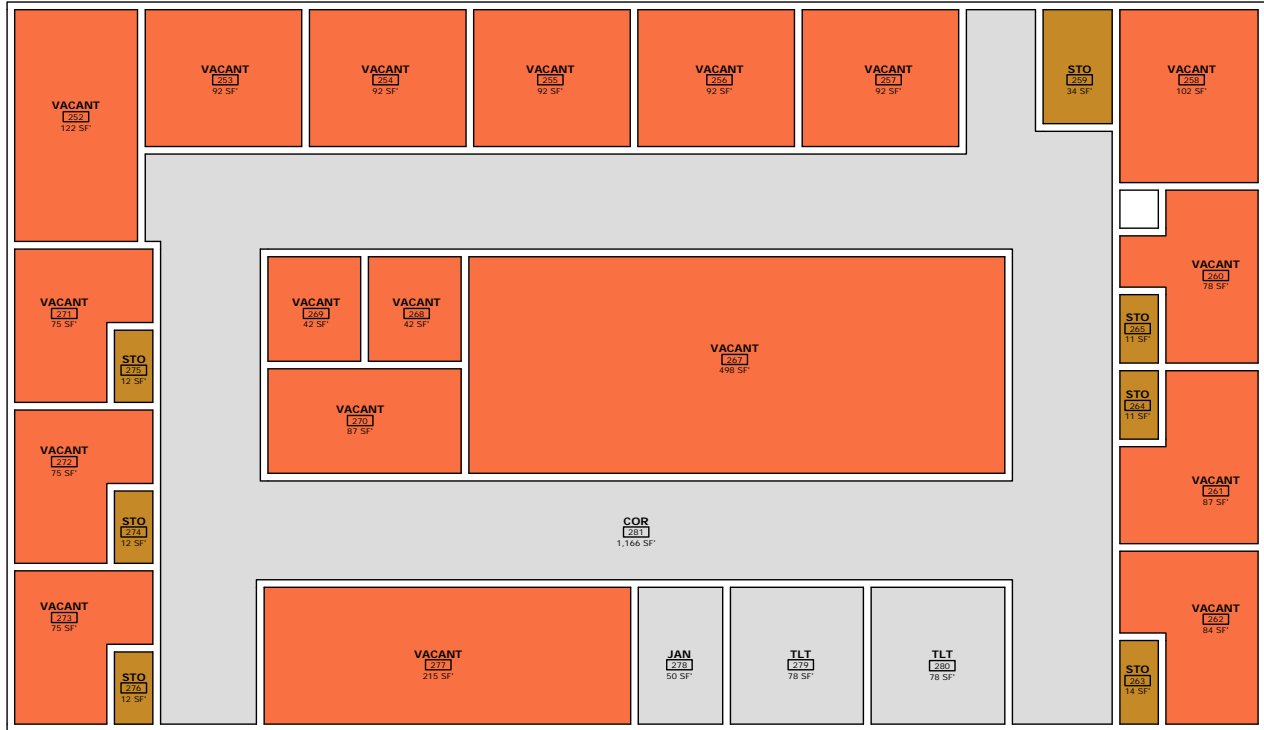 VACANT
252
122 SF'
VACANT
253
92 SF'
VACANT
254
92 SF'
VACANT
255
92 SF'
VACANT
256
92 SF'
VACANT
257
92 SF'
STO
259
34 SF'
VACANT
258
102 SF'
VACANT
260
78 SF'
STO
265
11 SF'
STO
264
11 SF'
VACANT
261
87 SF'
VACANT
262
84 SF'
STO
263
14 SF'
VACANT
271
75 SF'
STO
275
12 SF'
VACANT
272
75 SF'
STO
274
12 SF'
VACANT
273
75 SF'
STO
276
12 SF'
VACANT
269
42 SF'
VACANT
268
42 SF'
VACANT
270
87 SF'
VACANT
267
498 SF'
COR
281
1,166 SF'
VACANT
277
215 SF'
JAN
278
50 SF'
TLT
279
78 SF'
TLT
280
78 SF'